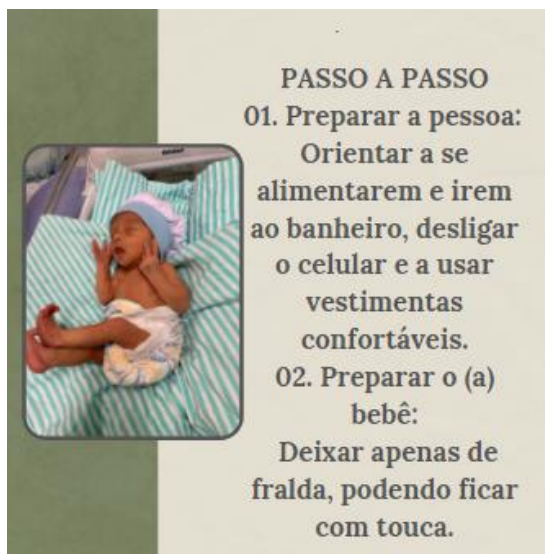 PASSO A PASSO
01. Preparar a pessoa:
Orientar a se
alimentarem e irem
ao banheiro, desligar
o celular e a usar
vestimentas
confortáveis.
02. Preparar o (a)
bebê:
Deixar apenas de
fralda, podendo ficar
com touca.